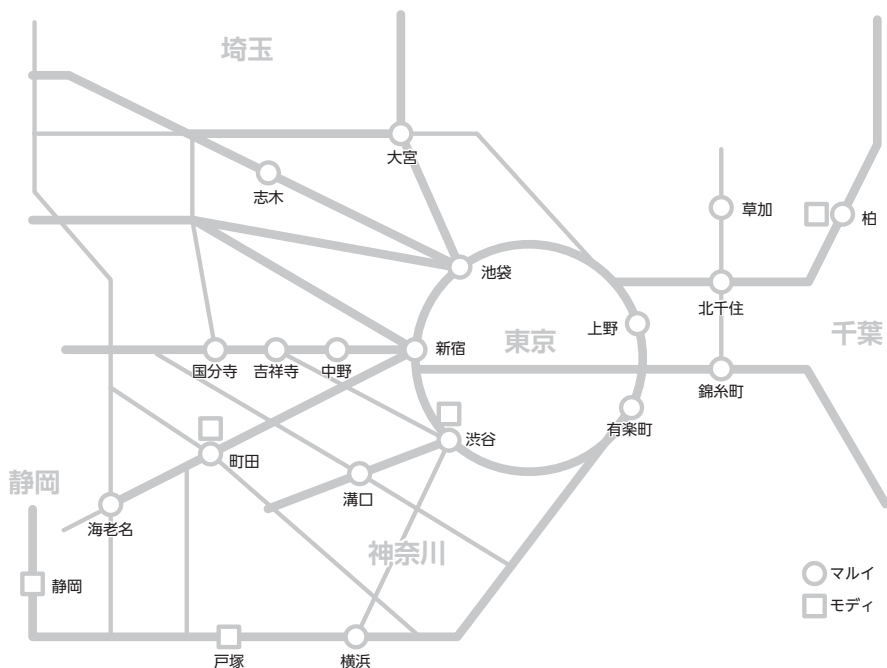 埼玉
大宮
志木
草加
柏
池袋
北千住
上野
東京
千葉
新宿
国分寺
吉祥寺
中野
錦糸町
有楽町
渋谷
町田
溝口
静岡
海老名
神奈川
静岡
マルイ
モディ
戸塚
横浜